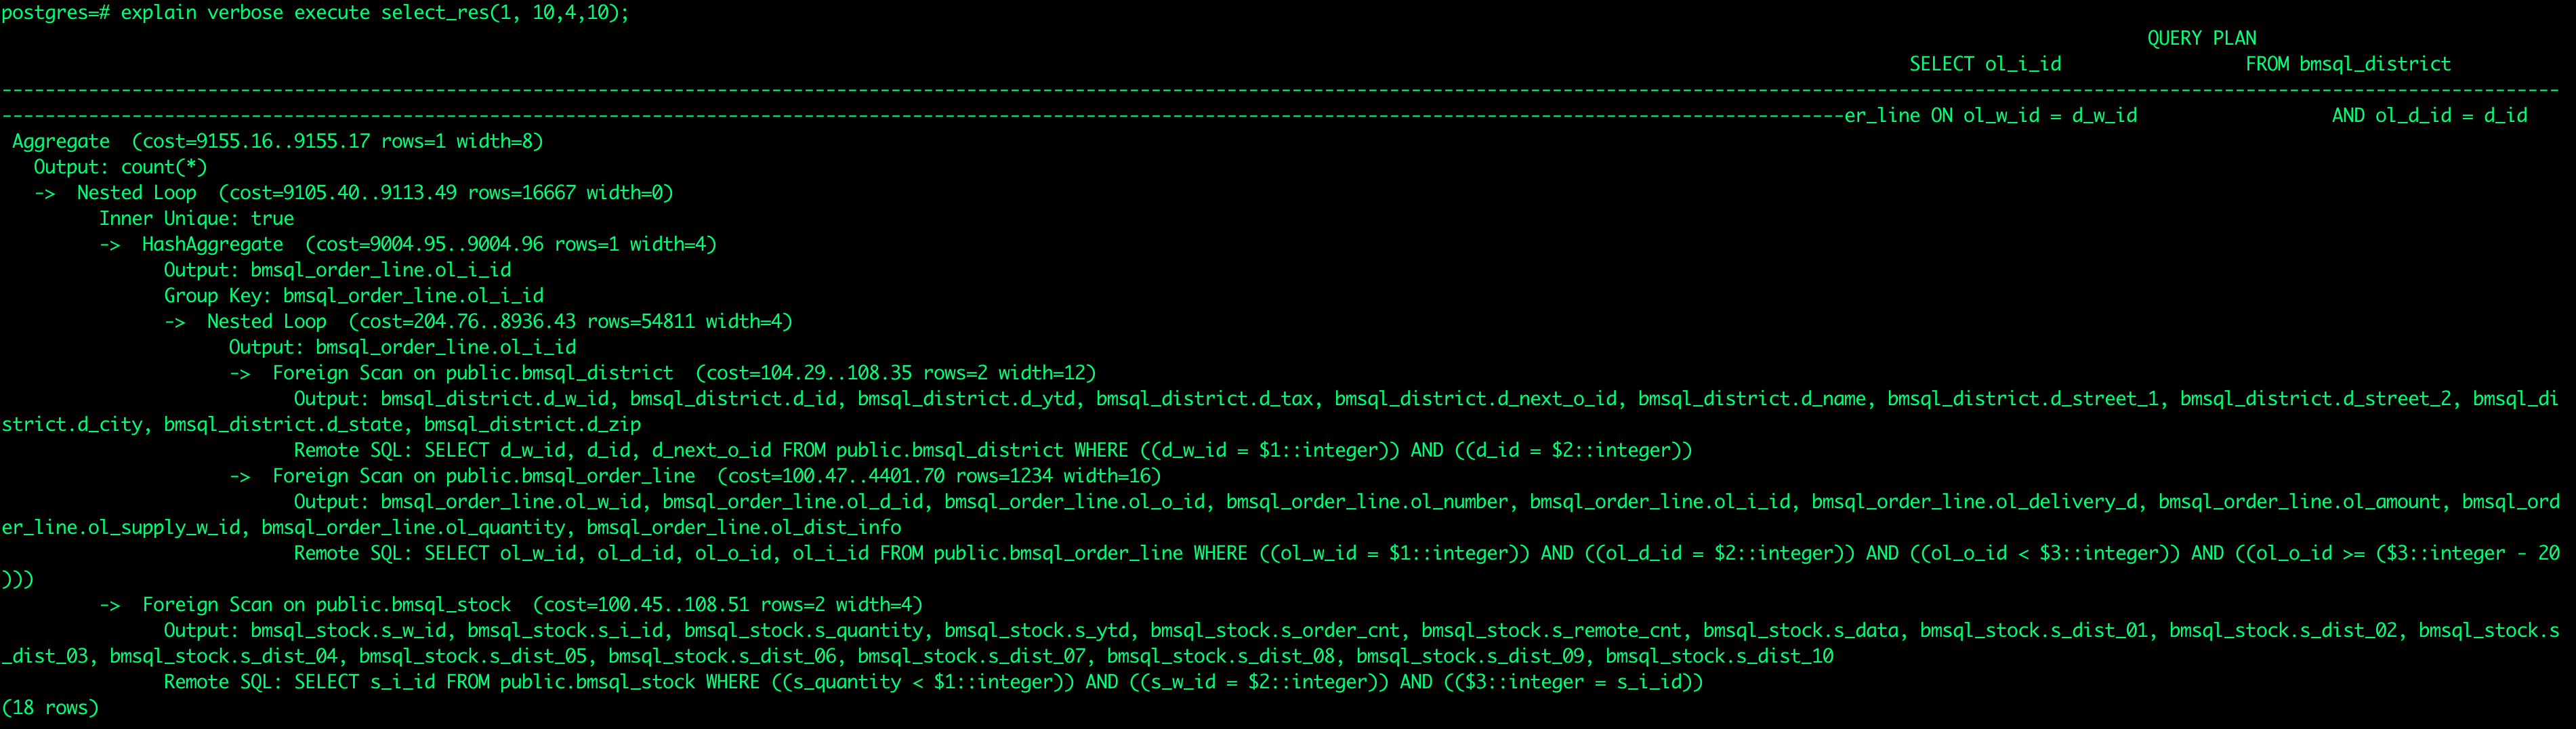 postgres=# explain verbose execute select_res(1, 10,4,10);
QUERY PLAN
SELECT ol_i_id                 FROM bmsql_district
--------------------------------------------------------------------------------------------------------------------------------------------------------------------------------------------------------------------------------------------
--------------------------------------------------------------------------------------------------------------------------------------------------------------------------er_line ON ol_w_id = d_w_id                  AND ol_d_id = d_id
 Aggregate  (cost=9155.16..9155.17 rows=1 width=8)
   Output: count(*)
   ->  Nested Loop  (cost=9105.40..9113.49 rows=16667 width=0)
         Inner Unique: true
         ->  HashAggregate  (cost=9004.95..9004.96 rows=1 width=4)
               Output: bmsql_order_line.ol_i_id
               Group Key: bmsql_order_line.ol_i_id
               ->  Nested Loop  (cost=204.76..8936.43 rows=54811 width=4)
                     Output: bmsql_order_line.ol_i_id
                     ->  Foreign Scan on public.bmsql_district  (cost=104.29..108.35 rows=2 width=12)
                           Output: bmsql_district.d_w_id, bmsql_district.d_id, bmsql_district.d_ytd, bmsql_district.d_tax, bmsql_district.d_next_o_id, bmsql_district.d_name, bmsql_district.d_street_1, bmsql_district.d_street_2, bmsql_di
strict.d_city, bmsql_district.d_state, bmsql_district.d_zip
                           Remote SQL: SELECT d_w_id, d_id, d_next_o_id FROM public.bmsql_district WHERE ((d_w_id = $1::integer)) AND ((d_id = $2::integer))
                     ->  Foreign Scan on public.bmsql_order_line  (cost=100.47..4401.70 rows=1234 width=16)
                           Output: bmsql_order_line.ol_w_id, bmsql_order_line.ol_d_id, bmsql_order_line.ol_o_id, bmsql_order_line.ol_number, bmsql_order_line.ol_i_id, bmsql_order_line.ol_delivery_d, bmsql_order_line.ol_amount, bmsql_ord
er_line.ol_supply_w_id, bmsql_order_line.ol_quantity, bmsql_order_line.ol_dist_info
                           Remote SQL: SELECT ol_w_id, ol_d_id, ol_o_id, ol_i_id FROM public.bmsql_order_line WHERE ((ol_w_id = $1::integer)) AND ((ol_d_id = $2::integer)) AND ((ol_o_id < $3::integer)) AND ((ol_o_id >= ($3::integer - 20
)))
         ->  Foreign Scan on public.bmsql_stock  (cost=100.45..108.51 rows=2 width=4)
               Output: bmsql_stock.s_w_id, bmsql_stock.s_i_id, bmsql_stock.s_quantity, bmsql_stock.s_ytd, bmsql_stock.s_order_cnt, bmsql_stock.s_remote_cnt, bmsql_stock.s_data, bmsql_stock.s_dist_01, bmsql_stock.s_dist_02, bmsql_stock.s
_dist_03, bmsql_stock.s_dist_04, bmsql_stock.s_dist_05, bmsql_stock.s_dist_06, bmsql_stock.s_dist_07, bmsql_stock.s_dist_08, bmsql_stock.s_dist_09, bmsql_stock.s_dist_10
               Remote SQL: SELECT s_i_id FROM public.bmsql_stock WHERE ((s_quantity < $1::integer)) AND ((s_w_id = $2::integer)) AND (($3::integer = s_i_id))
(18 rows)